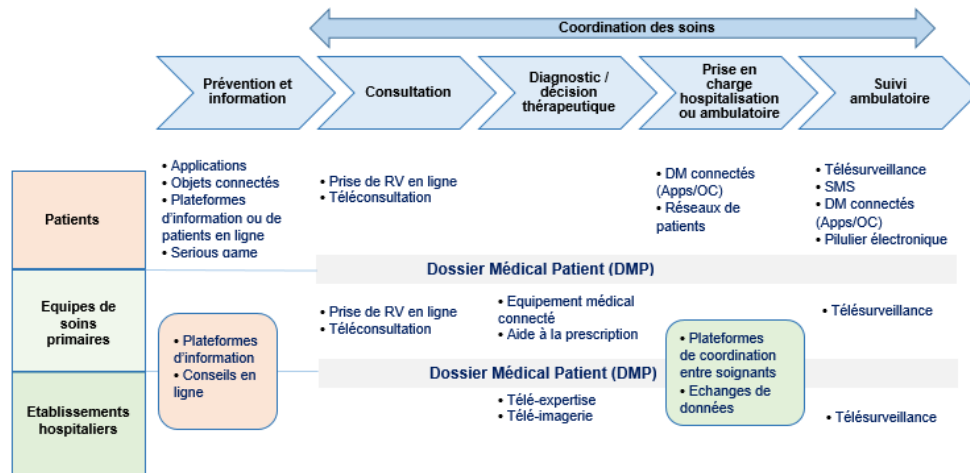 Coordination des soins
Prévention et
information
Consultation
Diagnostic /
décision
thérapeutique
Prise en
charge
hospitalisation
ou ambulatoire
Suivi
ambulatoire
Patients
• Applications
• Objets connectés
• Plateformes
d'information ou de
patients en ligne
• Serious game
• Prise de RV en ligne
• Téléconsultation
• DM connectés
(Apps/OC)
• Réseaux de
patients
• Télésurveillance
• SMS
• DM connectés
(Apps/OC)
• Pilulier électronique
Dossier Médical Patient (DMP)
Equipes de
soins
primaires
• Plateformes
d'information
• Conseils en
ligne
• Prise de RV en ligne
• Téléconsultation
• Equipement médical
connecté
• Aide à la prescription
• Plateformes
de coordination
entre soignants
• Echanges de
données
• Télésurveillance
Dossier Médical Patient (DMP)
Etablissements
hospitaliers
• Télé-expertise
• Télé-imagerie
• Télésurveillance